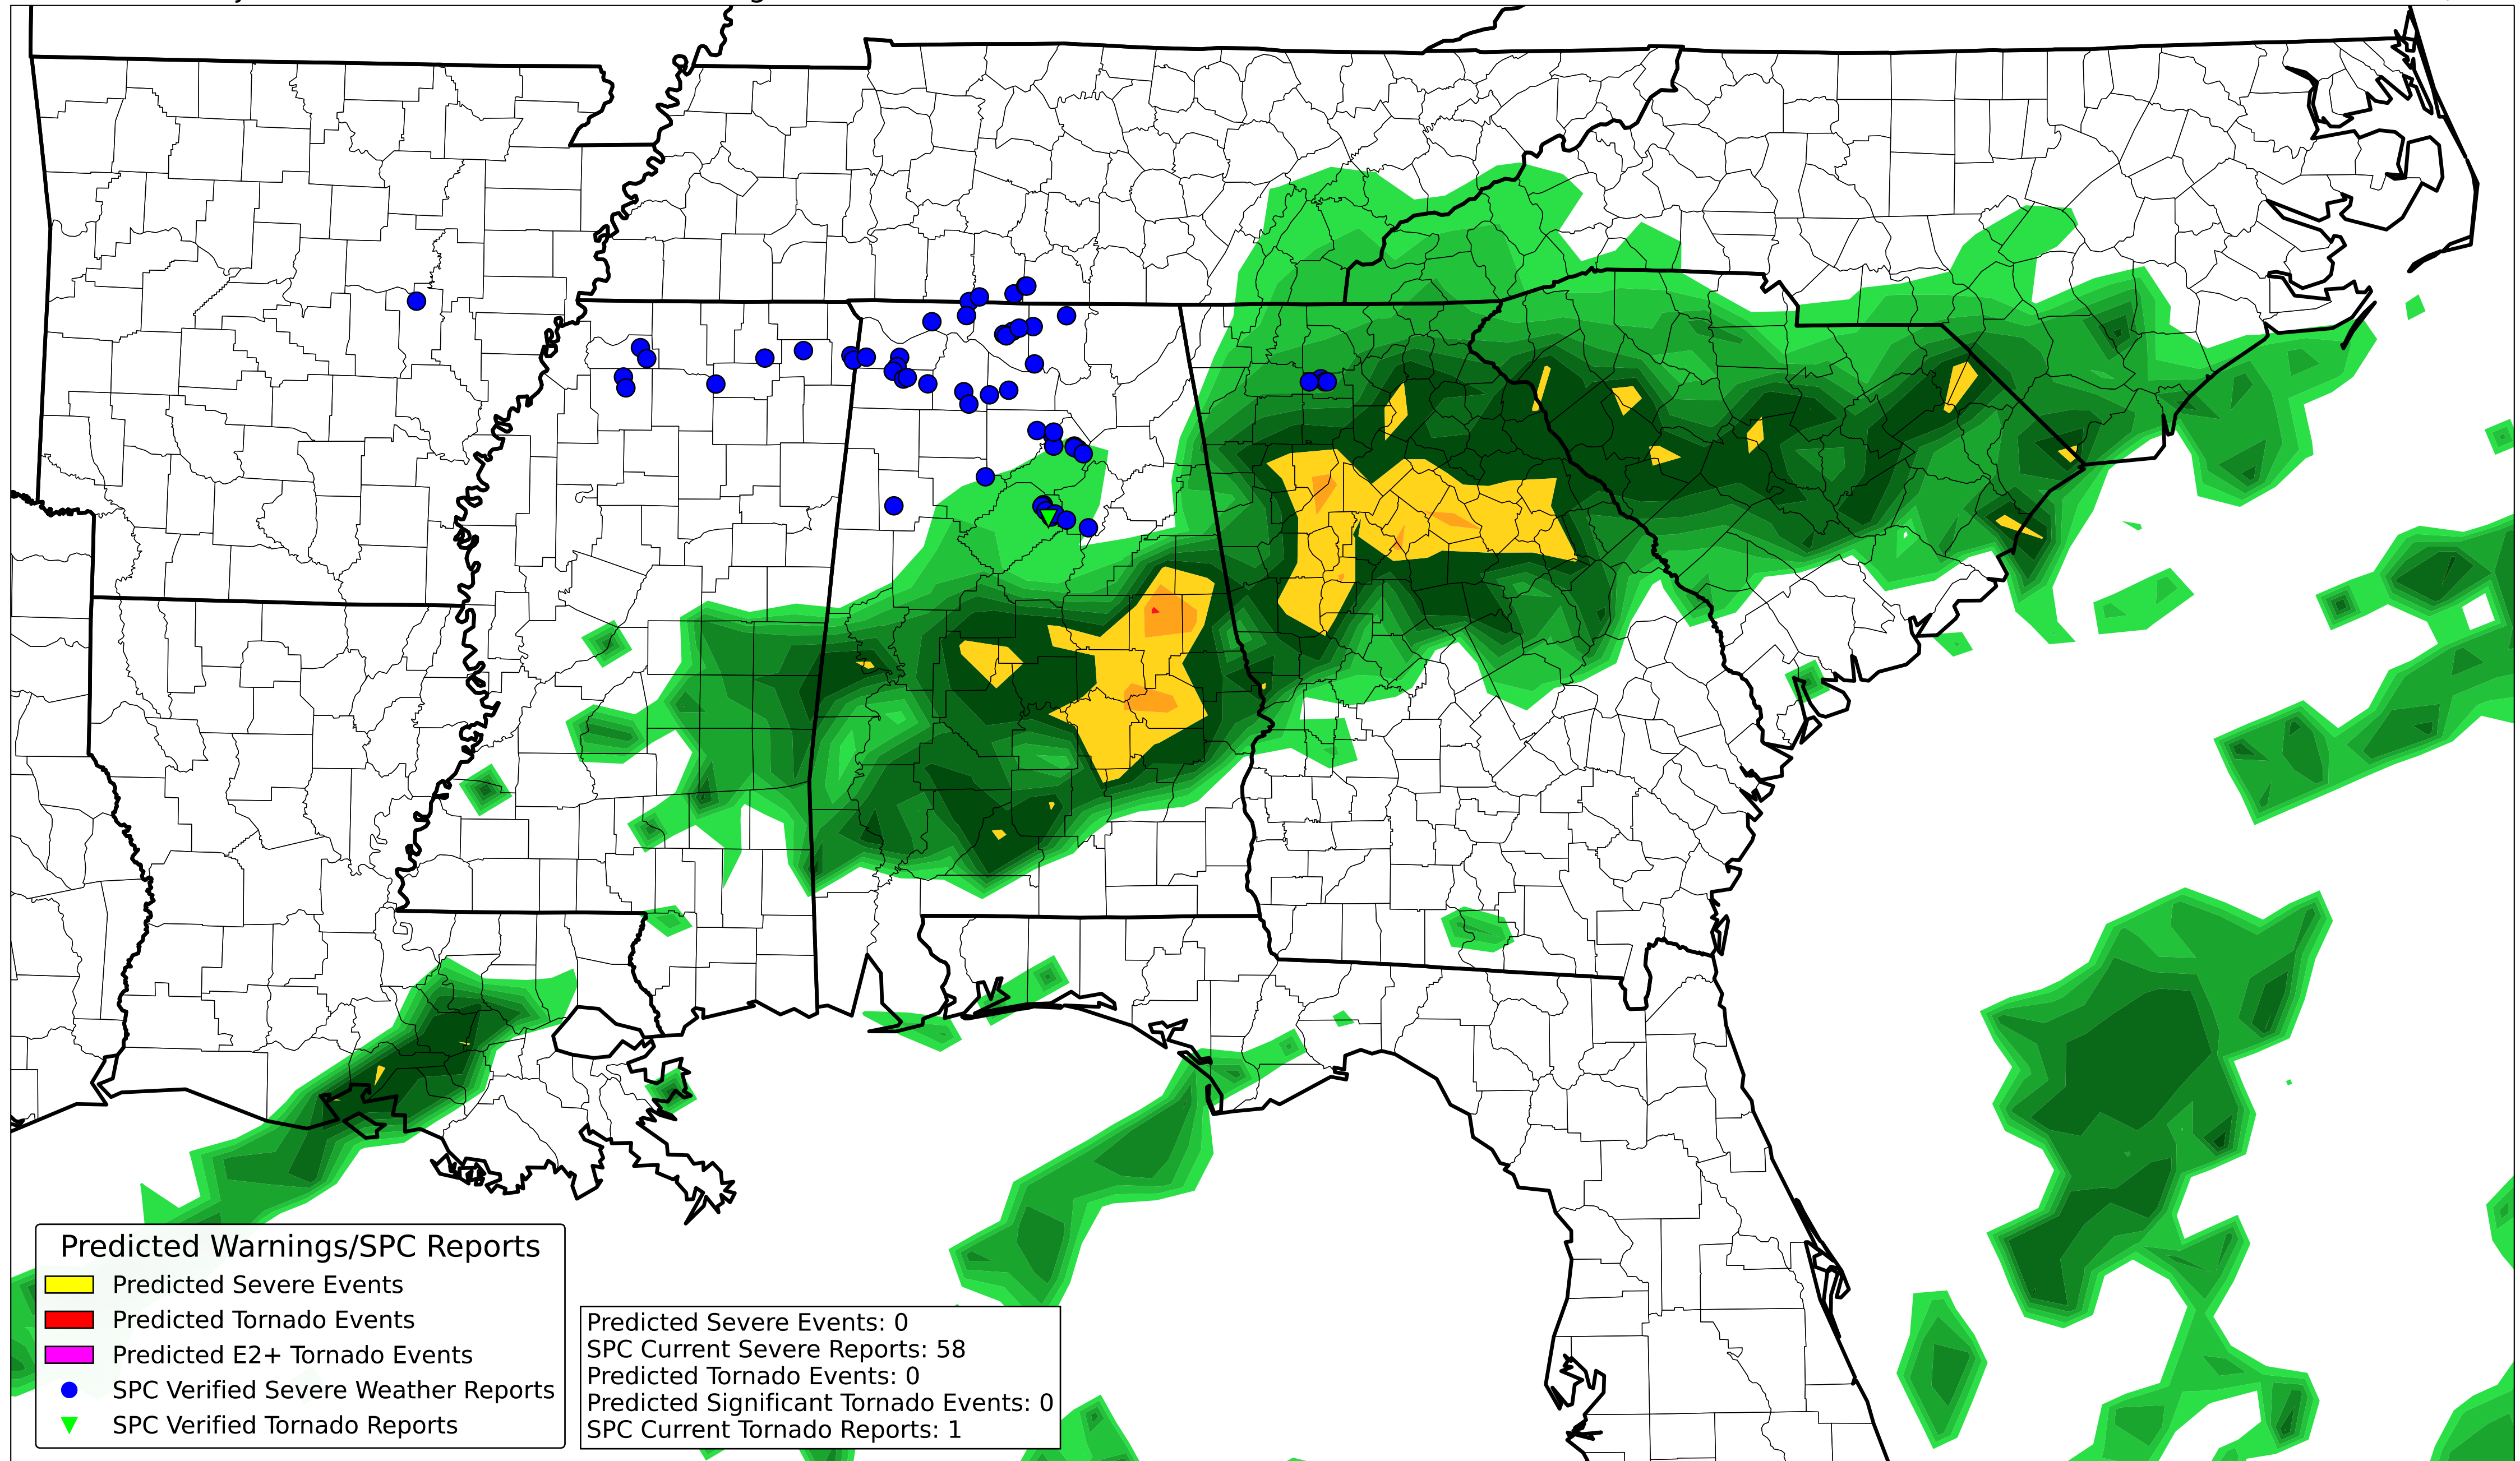 Predicted Warnings/SPC Reports
Predicted Severe Events
Predicted Tornado Events
Predicted E2+ Tornado Events
SPC Verified Severe Weather Reports
SPC Verified Tornado Reports
Predicted Severe Events: 0
SPC Current Severe Reports: 58
Predicted Tornado Events: 0
Predicted Significant Tornado Events: 0
SPC Current Tornado Reports: 1